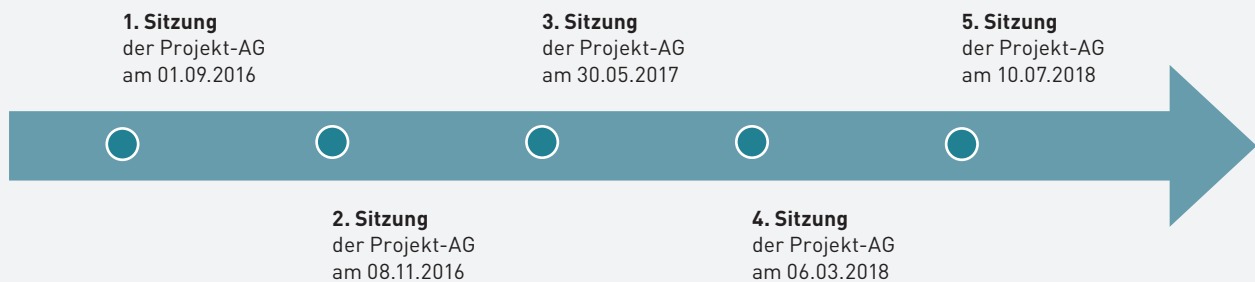 1. Sitzung
der Projekt-AG
am 01.09.2016
2. Sitzung
der Projekt-AG
am 08.11.2016
3. Sitzung
der Projekt-AG
am 30.05.2017
4. Sitzung
der Projekt-AG
am 06.03.2018
5. Sitzung
der Projekt-AG
am 10.07.2018